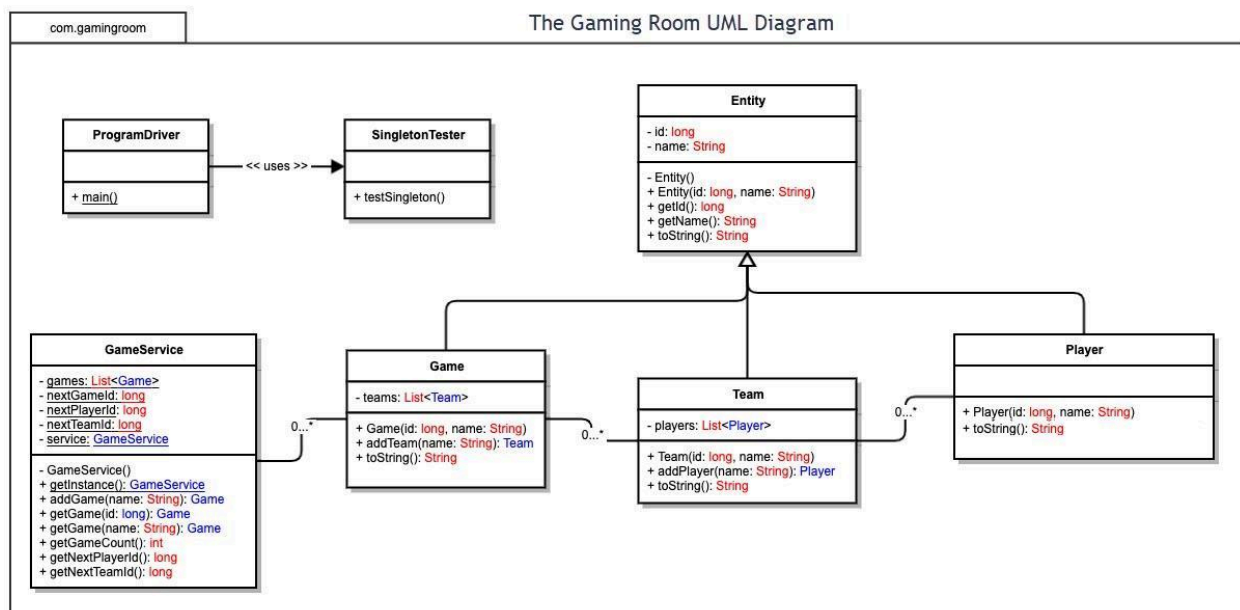 com.gamingroom
The Gaming Room UML Diagram
ProgramDriver
+ main()
<< uses >>
SingletonTester
+ testSingleton()
Entity
- id: long
- name: String
- Entity()
+ Entity(id: long, name: String)
+ getId(): long
+ getName(): String
+ toString(): String
GameService
- games: List<Game>
- nextGameId: long
- nextPlayerId: long
- nextTeamId: long
- service: GameService
- GameService()
+ getInstance(): GameService
+ addGame(name: String): Game
+ getGame(id: long): Game
+ getGame(name: String): Game
+ getGameCount(): int
+ getNextPlayerId(): long
+ getNextTeamId(): long
0...*
Game
- teams: List<Team>
+ Game(id: long, name: String)
+ addTeam(name: String): Team
+ toString(): String
0...*
Team
- players: List<Player>
+ Team(id: long, name: String)
+ addPlayer(name: String): Player
+ toString(): String
0...*
Player
+ Player(id: long, name: String)
+ toString(): String